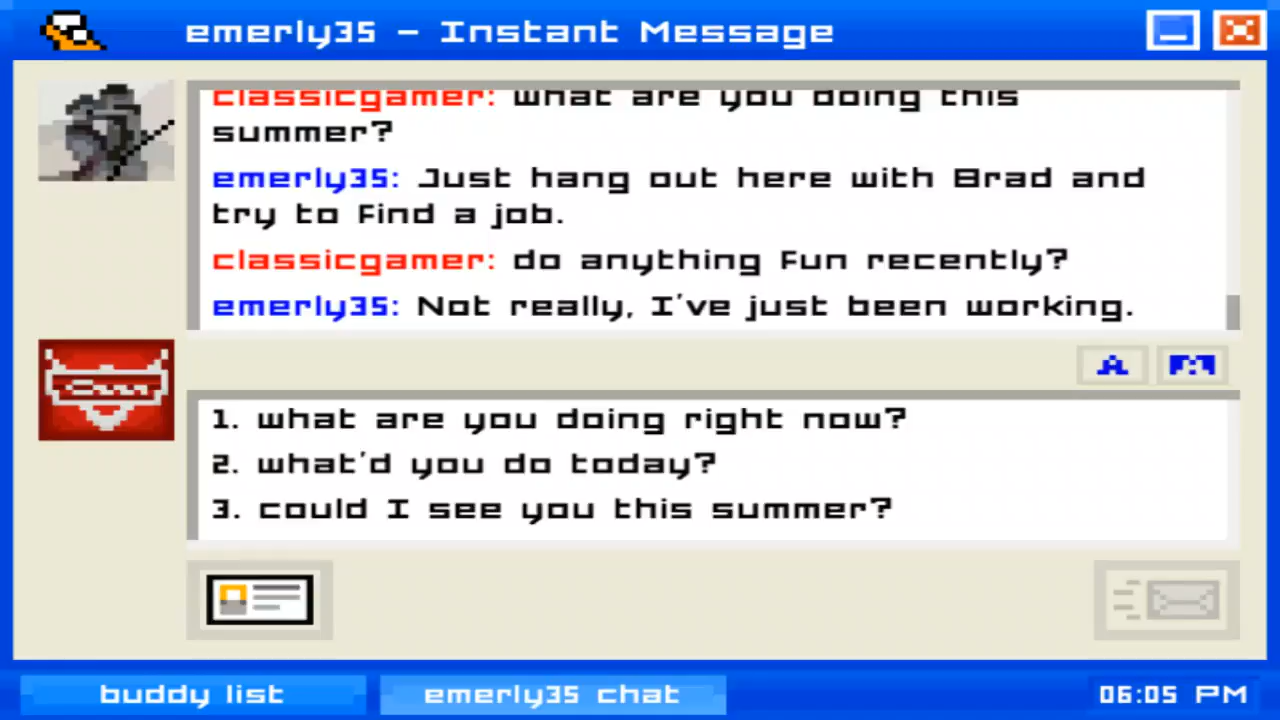 emerly35 - Instant Message
classicgamer: what are you doing this
summer?
emerly35: Just hang out here with Brad and
try to find a job.
classicgamer: do anything fun recently?
emerly35: Not really, I've just been working.
A
1. what are you doing right now?
2. what'd you do today?
3. could I see you this summer?
buddy list
emerly35 chat
06:05 PM